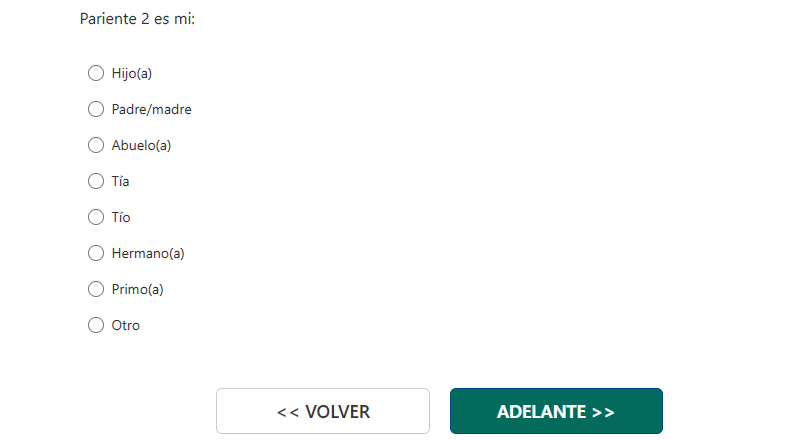 Pariente 2 es mi:
Hijo(a)
Padre/madre
Abuelo(a)
Tía
Tío
Hermano(a)
Primo(a)
Otro
<< VOLVER
ADELANTE >>